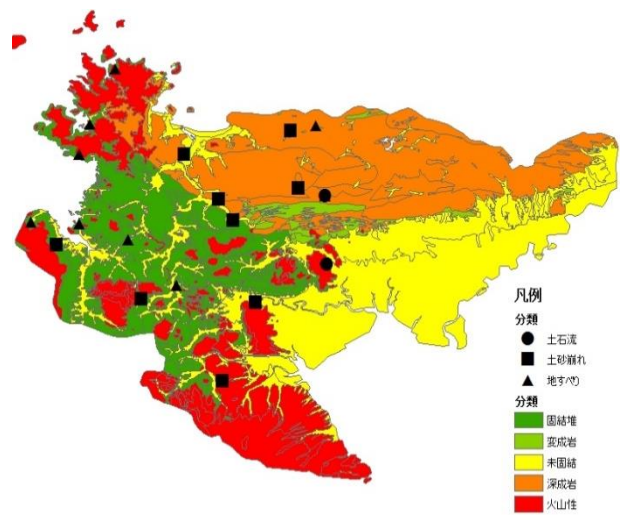 凡例
分類
土石流
土砂崩れ
地すべり
分類
固結堆
変成岩
未固結
深成岩
火山性